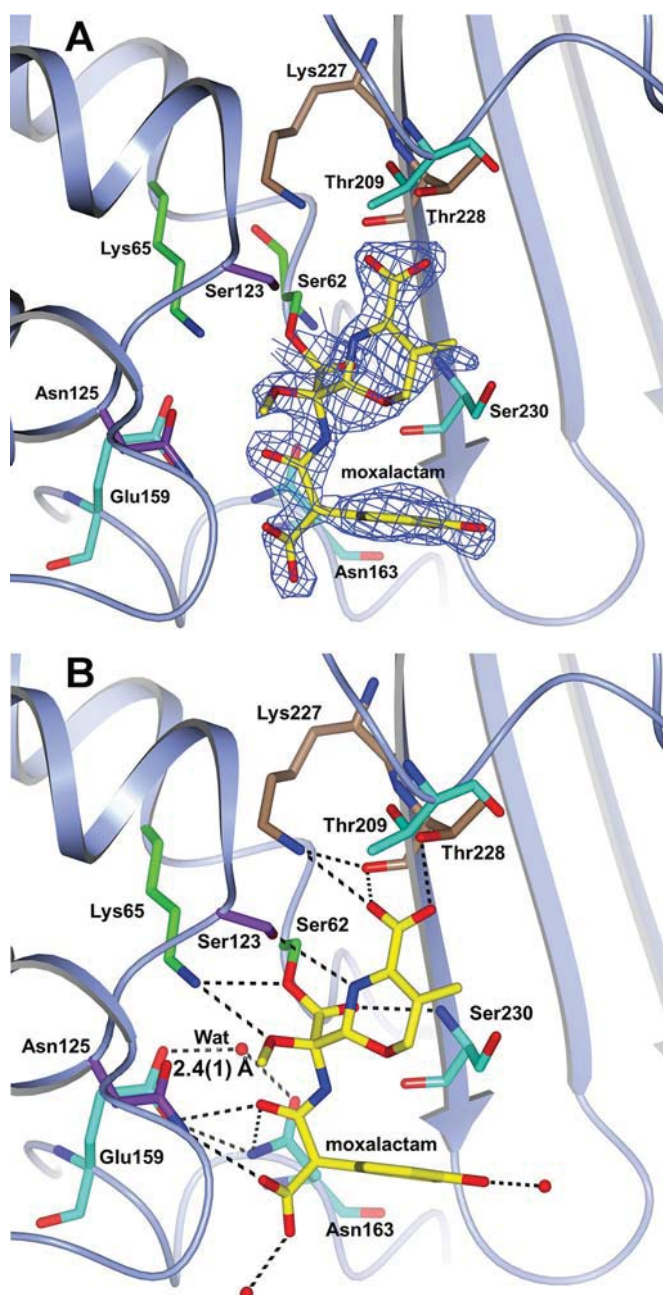 A
Lys227
Thr209
Thr228
Lys65
Ser123
Ser62
Asn125
Ser230
moxalactam
Glu159
Asn163
B
Lys227
Thr209
Thr228
Lys65
Ser123
Ser62
Ser230
Wat
Asn125
2.4(1) Å
Glu159
moxalactam
Asn163